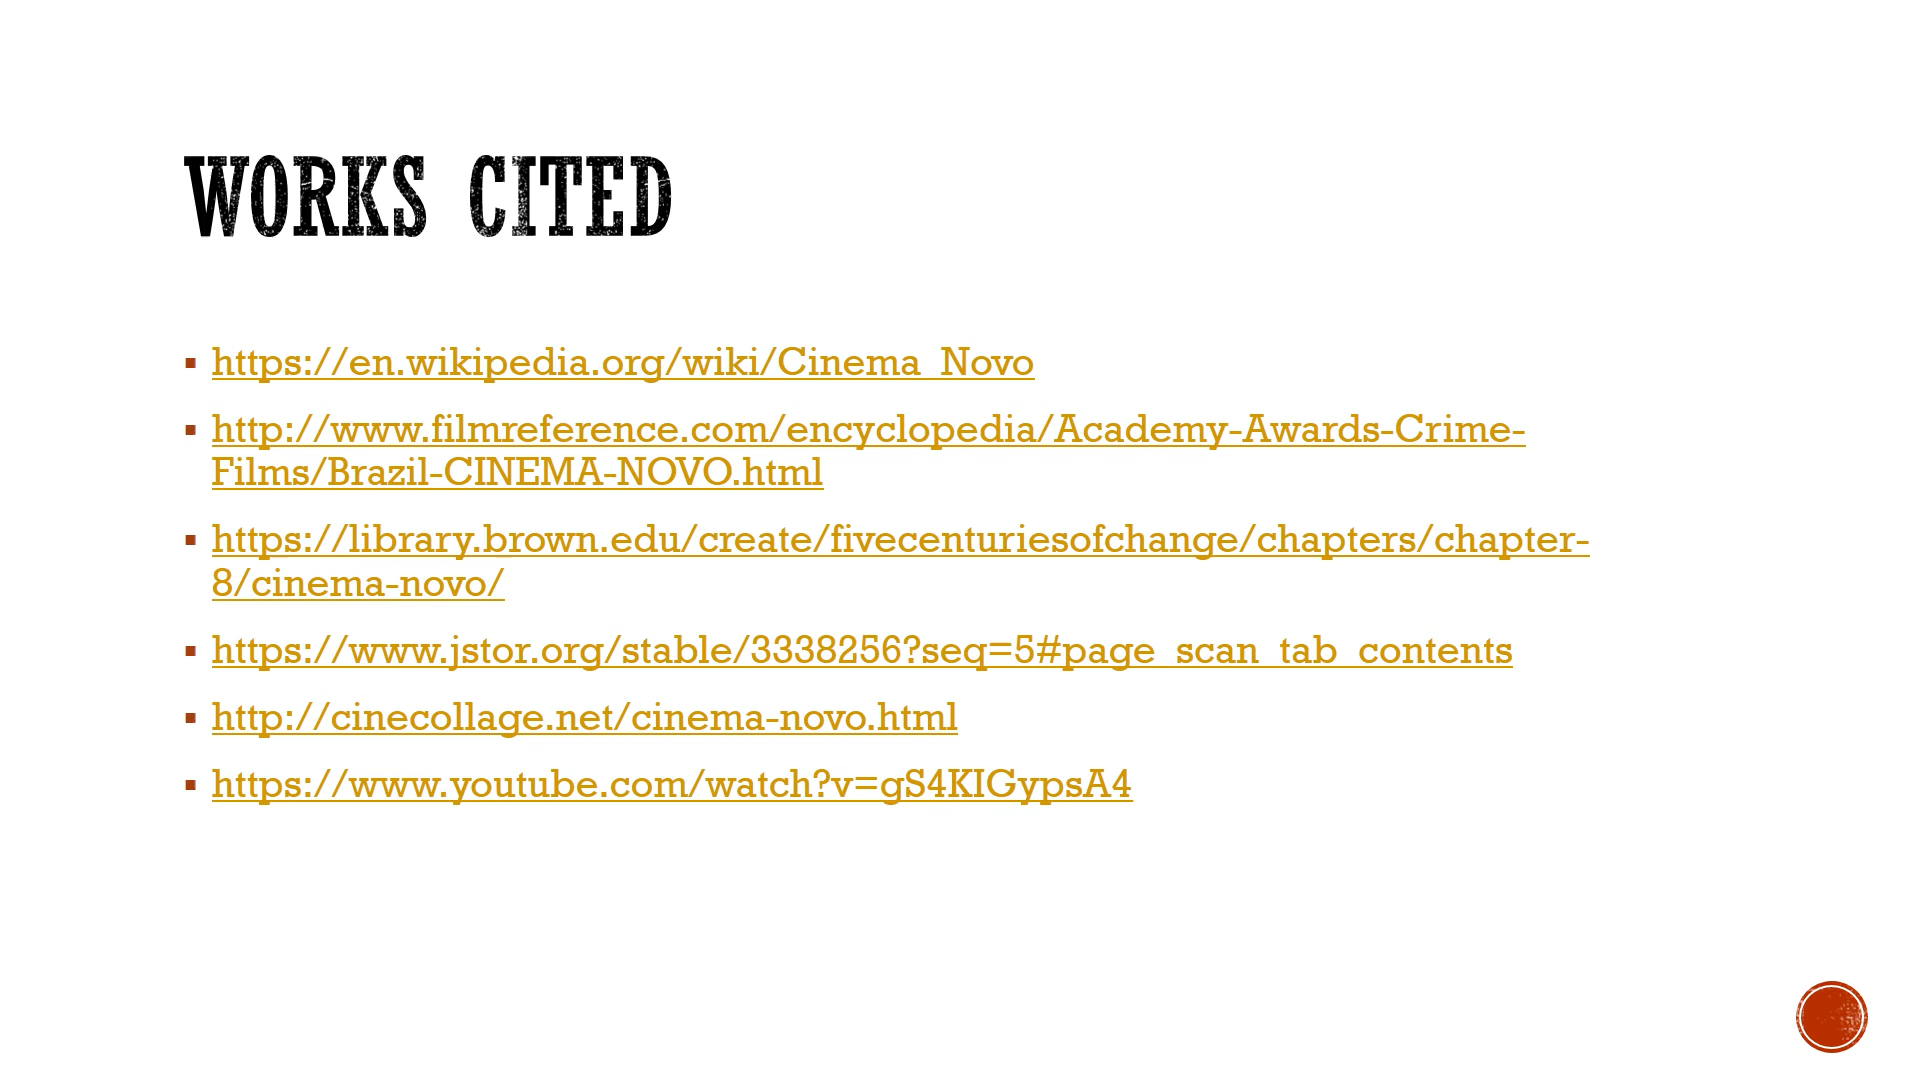 WORKS CITED
▪ https://en.wikipedia.org/wiki/Cinema_Novo
▪ http://www.filmreference.com/encyclopedia/Academy-Awards-Crime-
Films/Brazil-CINEMA-NOVO.html
▪ https://library.brown.edu/create/fivecenturiesofchange/chapters/chapter-
8/cinema-novo/
▪ https://www.jstor.org/stable/3338256?seq=5#page_scan_tab_contents
▪ http://cinecollage.net/cinema-novo.html
▪ https://www.youtube.com/watch?v=gS4KIGypsA4